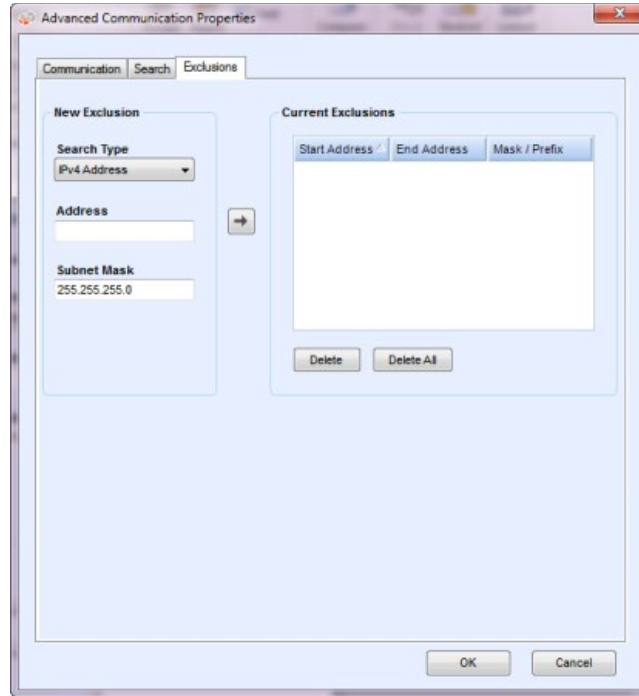 Advanced Communication Properties
Communication Search Exclusions
New Exclusion
Search Type
IPv4 Address
Address
Subnet Mask
255.255.255.0
Current Exclusions
Start Address End Address Mask / Prefix
Delete Delete All
OK Cancel